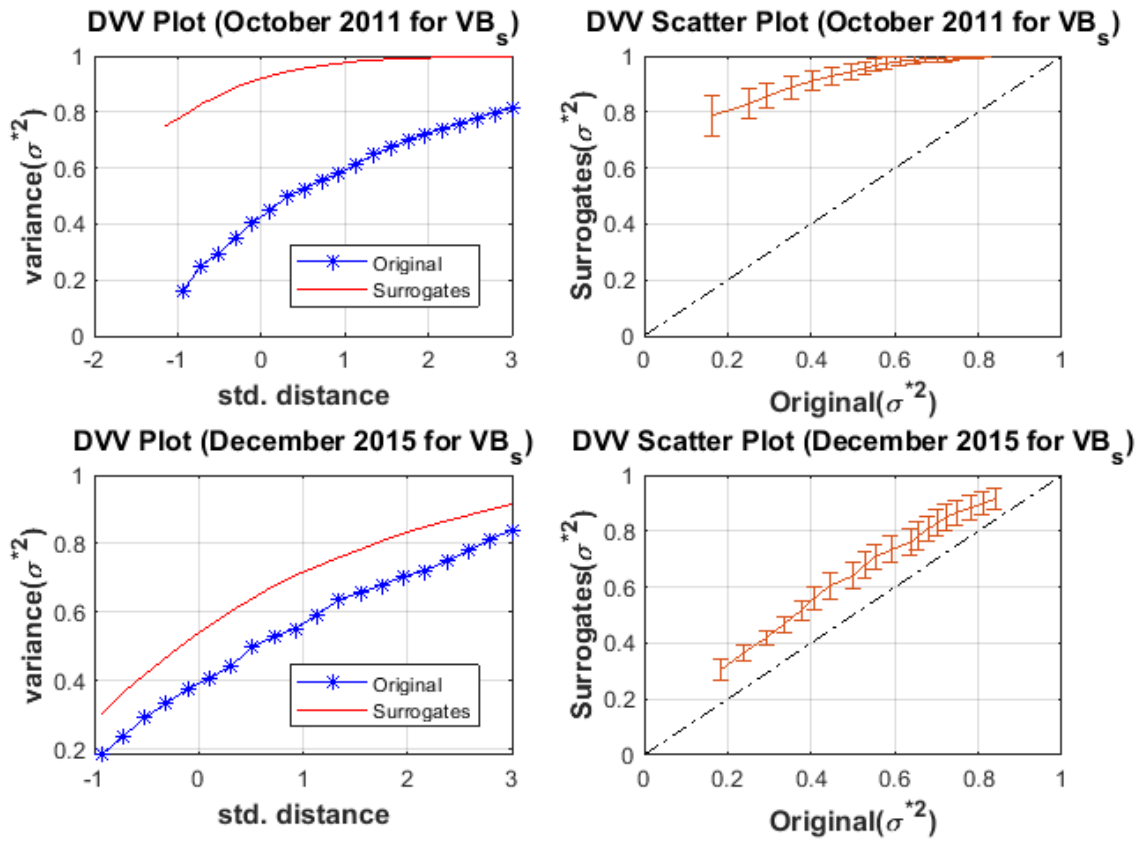 DVV Plot (October 2011 for VB_s)
1
0.8
0.6
0.4
0.2
0
variance(σ*2)
-2
-1
0
1
2
3
std. distance
Original
Surrogates
DVV Scatter Plot (October 2011 for VB_s)
1
0.8
0.6
0.4
0.2
0
Surrogates(σ*2)
0
0.2
0.4
0.6
0.8
1
Original(σ*2)
DVV Plot (December 2015 for VB_s)
1
0.8
0.6
0.4
0.2
variance(σ*2)
-1
0
1
2
3
std. distance
Original
Surrogates
DVV Scatter Plot (December 2015 for VB_s)
1
0.8
0.6
0.4
0.2
0
Surrogates(σ*2)
0
0.2
0.4
0.6
0.8
1
Original(σ*2)